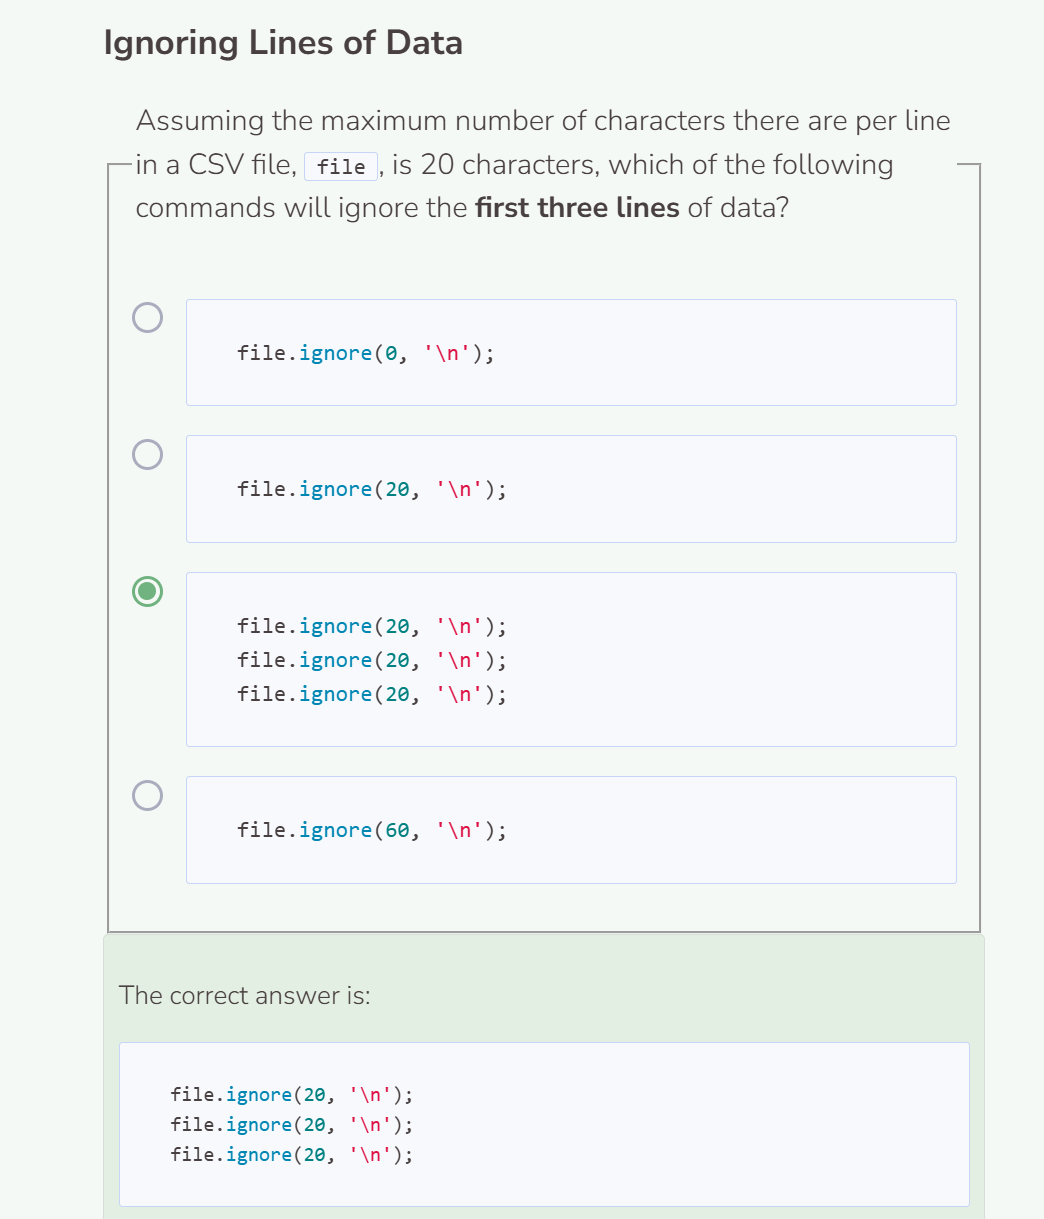 Ignoring Lines of Data
Assuming the maximum number of characters there are per line
in a CSV file, file, is 20 characters, which of the following
commands will ignore the first three lines of data?
file.ignore(0, '\n');
file.ignore(20, '\n');
file.ignore(20, '\n');
file.ignore(20, '\n');
file.ignore(20, '\n');
file.ignore(60, '\n');
The correct answer is:
file.ignore(20, '\n');
file.ignore(20, '\n');
file.ignore(20, '\n');